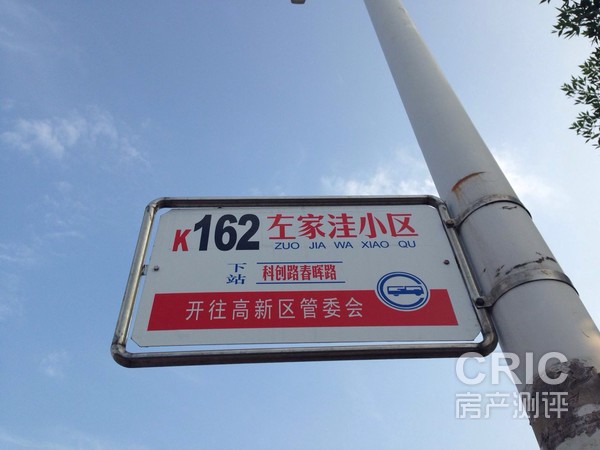 K162 左家洼小区
ZUO JIA WA XIAO QU
下站 科创路春晖路
开往高新区管委会
CRIC
房产测评